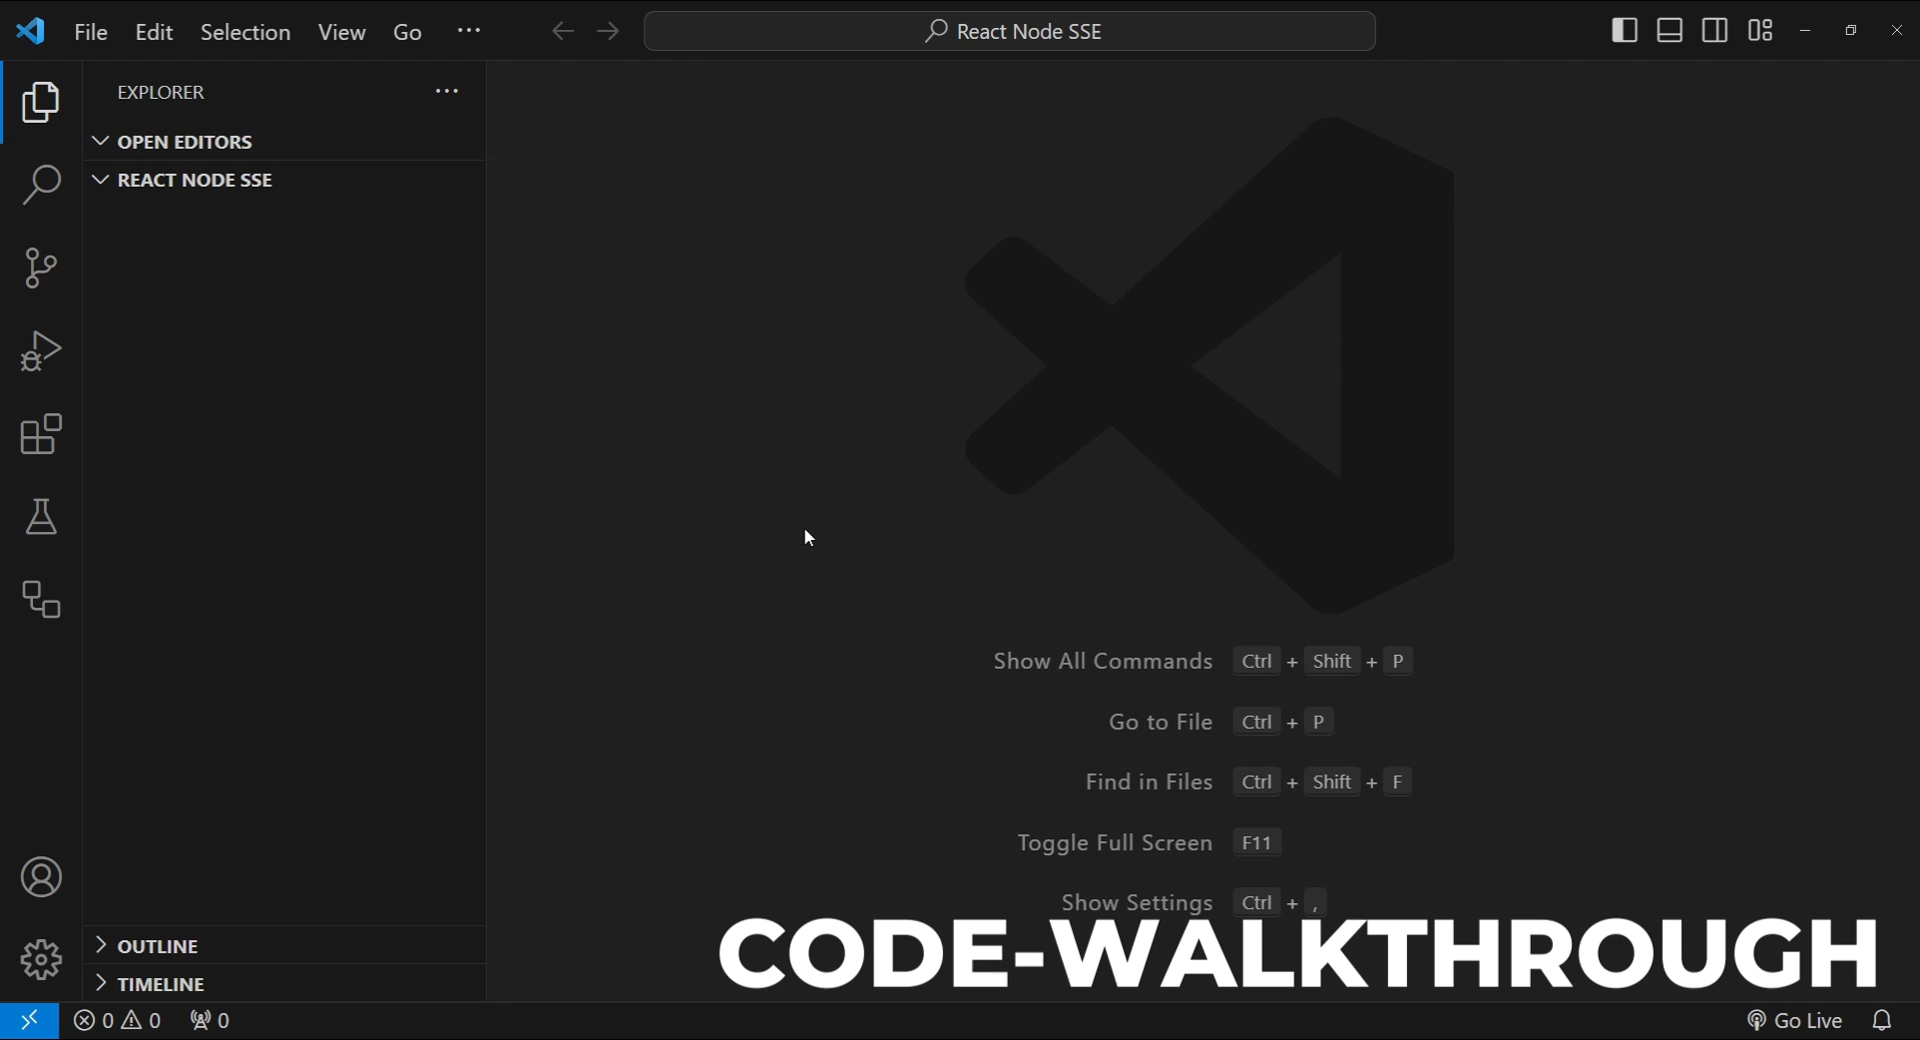 File Edit Selection View Go ··· React Node SSE
EXPLORER ···
OPEN EDITORS
REACT NODE SSE
Show All Commands Ctrl + Shift + P
Go to File Ctrl + P
Find in Files Ctrl + Shift + F
Toggle Full Screen F11
Show Settings Ctrl + ,
CODE-WALKTHROUGH
OUTLINE
TIMELINE
0 0 0 Go Live